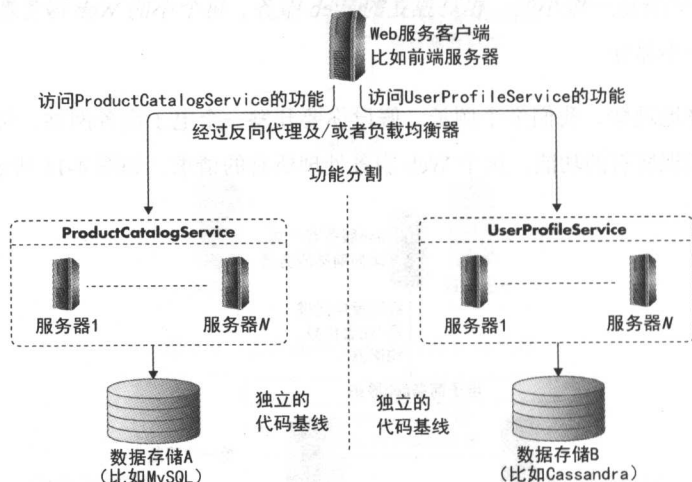 Web服务客户端
比如前端服务器
访问ProductCatalogService的功能
访问UserProfileService的功能
经过反向代理及/或者负载均衡器
功能分割
ProductCatalogService
UserProfileService
服务器1
服务器N
服务器1
服务器N
独立的
代码基线
独立的
代码基线
数据存储A
（比如MySQL）
数据存储B
（比如Cassandra）